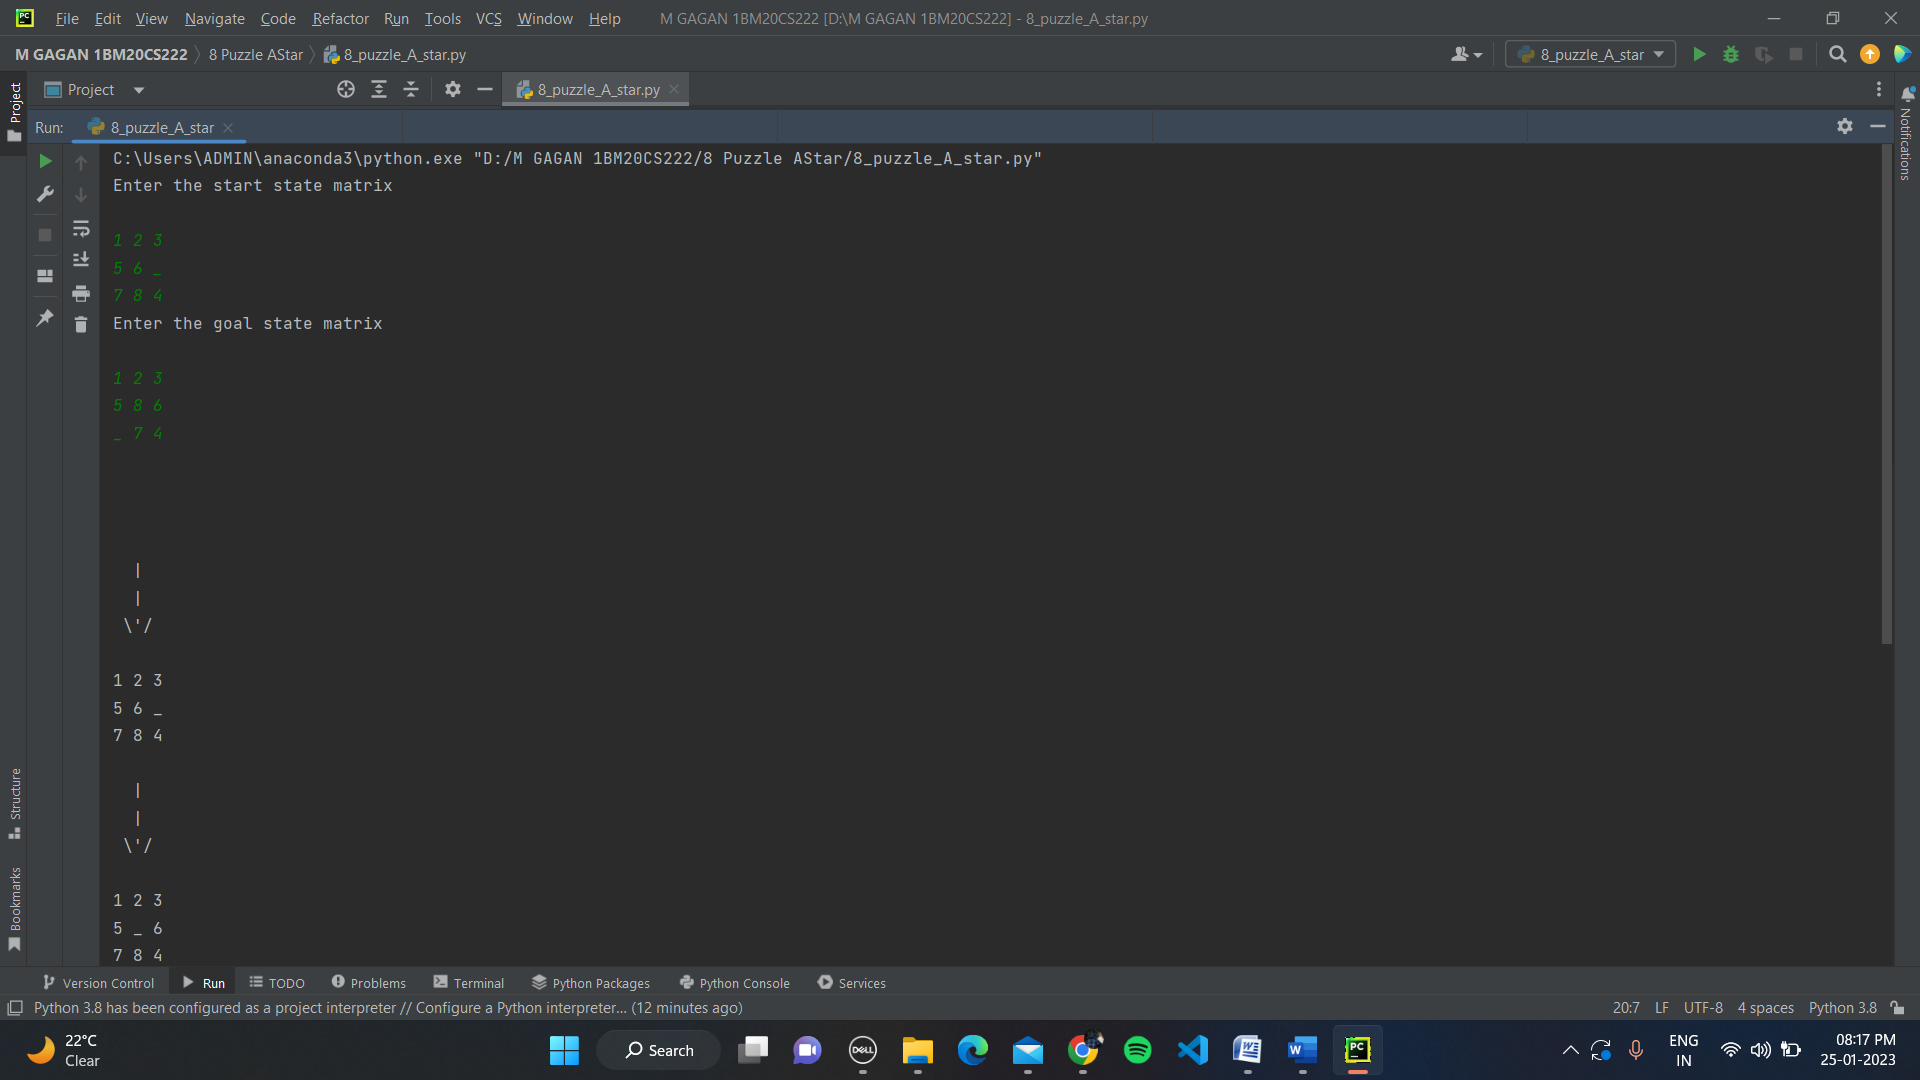 PC
File Edit View Navigate Code Refactor Run Tools VCS Window Help M GAGAN 1BM20CS222 [D:\M GAGAN 1BM20CS222] - 8_puzzle_A_star.py
M GAGAN 1BM20CS222 8 Puzzle AStar 8_puzzle_A_star.py 8_puzzle_A_star
Project Project 8_puzzle_A_star.py Notifications
Run: 8_puzzle_A_star
C:\Users\ADMIN\anaconda3\python.exe "D:/M GAGAN 1BM20CS222/8 Puzzle AStar/8_puzzle_A_star.py"
Enter the start state matrix
1 2 3
5 6 _
7 8 4
Enter the goal state matrix
1 2 3
5 8 6
_ 7 4
|
|
\'/
1 2 3
5 6 _
7 8 4
|
|
\'/
1 2 3
5 _ 6
7 8 4
Structure
Bookmarks
Version Control Run TODO Problems Terminal Python Packages Python Console Services
Python 3.8 has been configured as a project interpreter // Configure a Python interpreter... (12 minutes ago) 20:7 LF UTF-8 4 spaces Python 3.8
22°C
Clear
Search
DELL
W
PC
ENG
IN
08:17 PM
25-01-2023